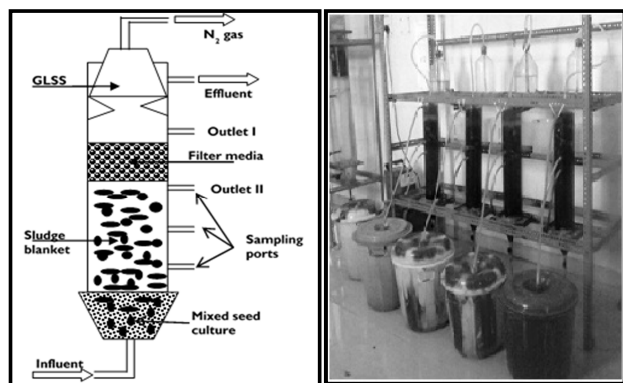 N₂ gas
GLSS
Effluent
Outlet I
Filter media
Outlet II
Sludge
blanket
Sampling
ports
Mixed seed
culture
Influent